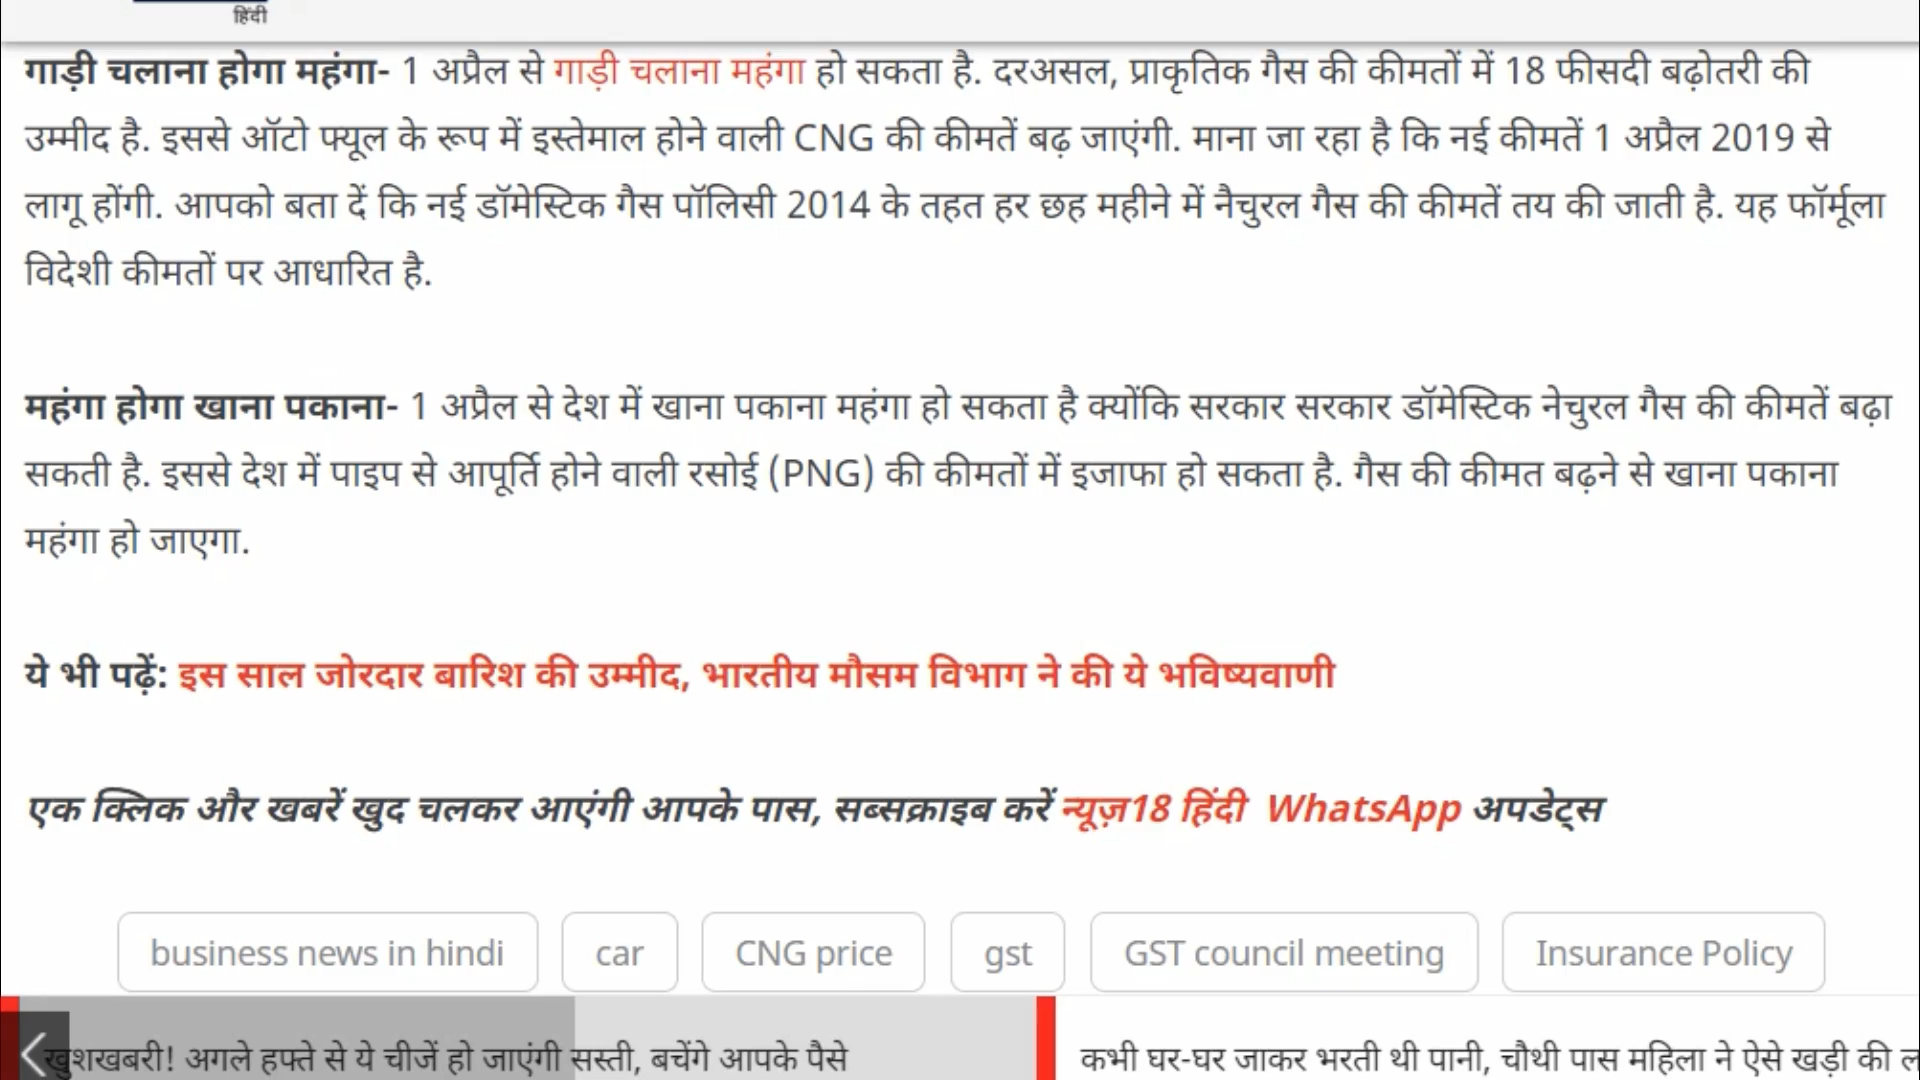 हिंदी
गाड़ी चलाना होगा महंगा- 1 अप्रैल से गाड़ी चलाना महंगा हो सकता है. दरअसल, प्राकृतिक गैस की कीमतों में 18 फीसदी बढ़ोतरी की
उम्मीद है. इससे ऑटो फ्यूल के रूप में इस्तेमाल होने वाली CNG की कीमतें बढ़ जाएंगी. माना जा रहा है कि नई कीमतें 1 अप्रैल 2019 से
लागू होंगी. आपको बता दें कि नई डॉमेस्टिक गैस पॉलिसी 2014 के तहत हर छह महीने में नैचुरल गैस की कीमतें तय की जाती है. यह फॉर्मूला
विदेशी कीमतों पर आधारित है.
महंगा होगा खाना पकाना- 1 अप्रैल से देश में खाना पकाना महंगा हो सकता है क्योंकि सरकार सरकार डॉमेस्टिक नेचुरल गैस की कीमतें बढ़ा
सकती है. इससे देश में पाइप से आपूर्ति होने वाली रसोई (PNG) की कीमतों में इजाफा हो सकता है. गैस की कीमत बढ़ने से खाना पकाना
महंगा हो जाएगा.
ये भी पढ़ें: इस साल जोरदार बारिश की उम्मीद, भारतीय मौसम विभाग ने की ये भविष्यवाणी
एक क्लिक और खबरें खुद चलकर आएंगी आपके पास, सब्सक्राइब करें न्यूज़18 हिंदी WhatsApp अपडेट्स
business news in hindi car CNG price gst GST council meeting Insurance Policy
खुशखबरी! अगले हफ्ते से ये चीजें हो जाएंगी सस्ती, बचेंगे आपके पैसे
कभी घर-घर जाकर भरती थी पानी, चौथी पास महिला ने ऐसे खड़ी की